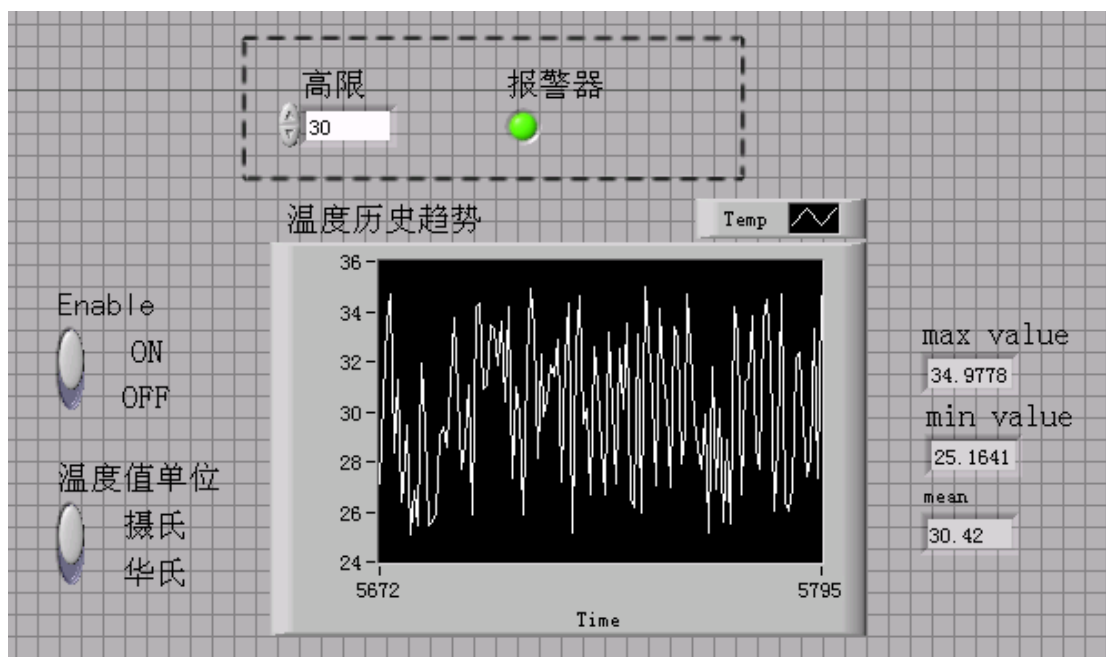 高限
报警器
30
温度历史趋势
Temp
36
34
32
30
28
26
24
5672
5795
Time
Enable
ON
OFF
温度值单位
摄氏
华氏
max value
34.9778
min value
25.1641
mean
30.42